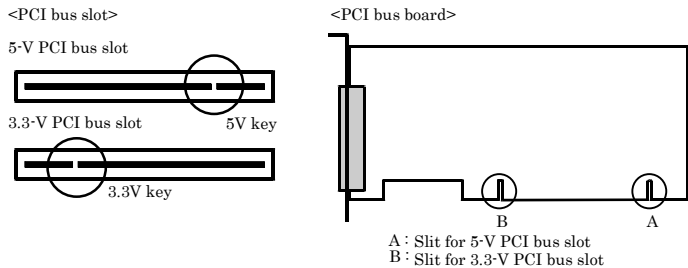 <PCI bus slot>
5-V PCI bus slot
5V key
3.3-V PCI bus slot
3.3V key
<PCI bus board>
B
A
A : Slit for 5-V PCI bus slot
B : Slit for 3.3-V PCI bus slot